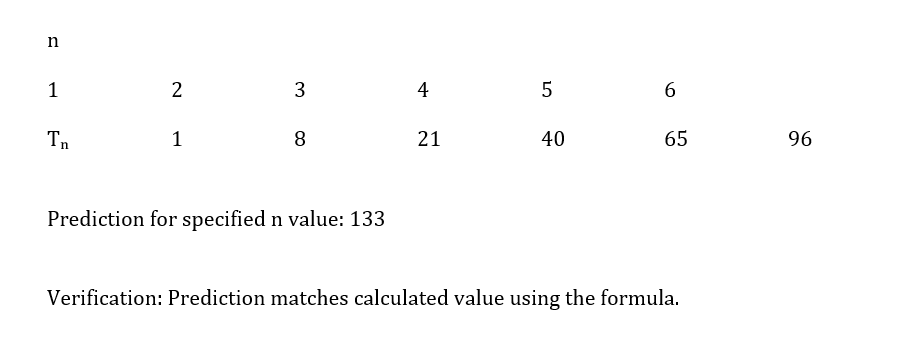 n
1 2 3 4 5 6
Tₙ 1 8 21 40 65 96
Prediction for specified n value: 133
Verification: Prediction matches calculated value using the formula.